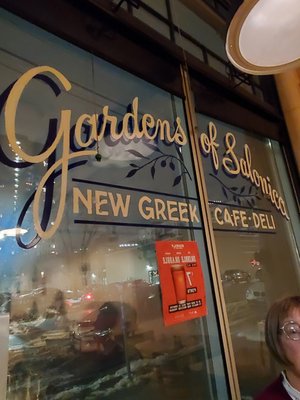 Gardens of Salonica
NEW GREEK CAFE-DELI